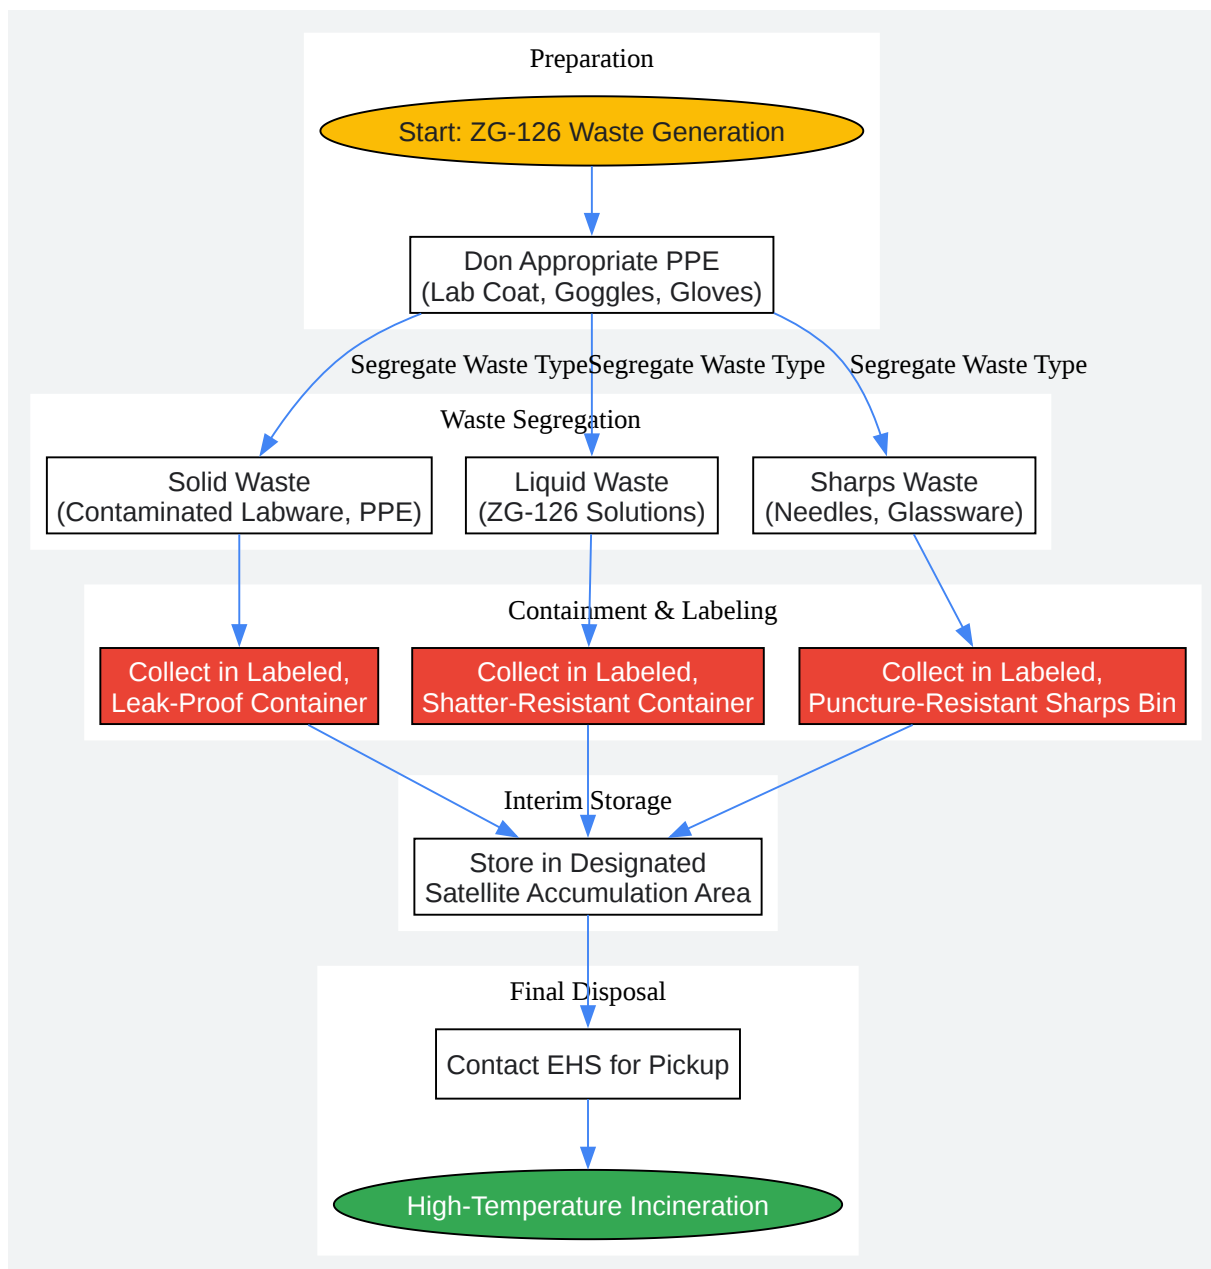 Preparation
Start: ZG-126 Waste Generation
Don Appropriate PPE
(Lab Coat, Goggles, Gloves)
Segregate Waste Type
Segregate Waste Type
Segregate Waste Type
Waste Segregation
Solid Waste
(Contaminated Labware, PPE)
Liquid Waste
(ZG-126 Solutions)
Sharps Waste
(Needles, Glassware)
Containment & Labeling
Collect in Labeled,
Leak-Proof Container
Collect in Labeled,
Shatter-Resistant Container
Collect in Labeled,
Puncture-Resistant Sharps Bin
Interim Storage
Store in Designated
Satellite Accumulation Area
Final Disposal
Contact EHS for Pickup
High-Temperature Incineration